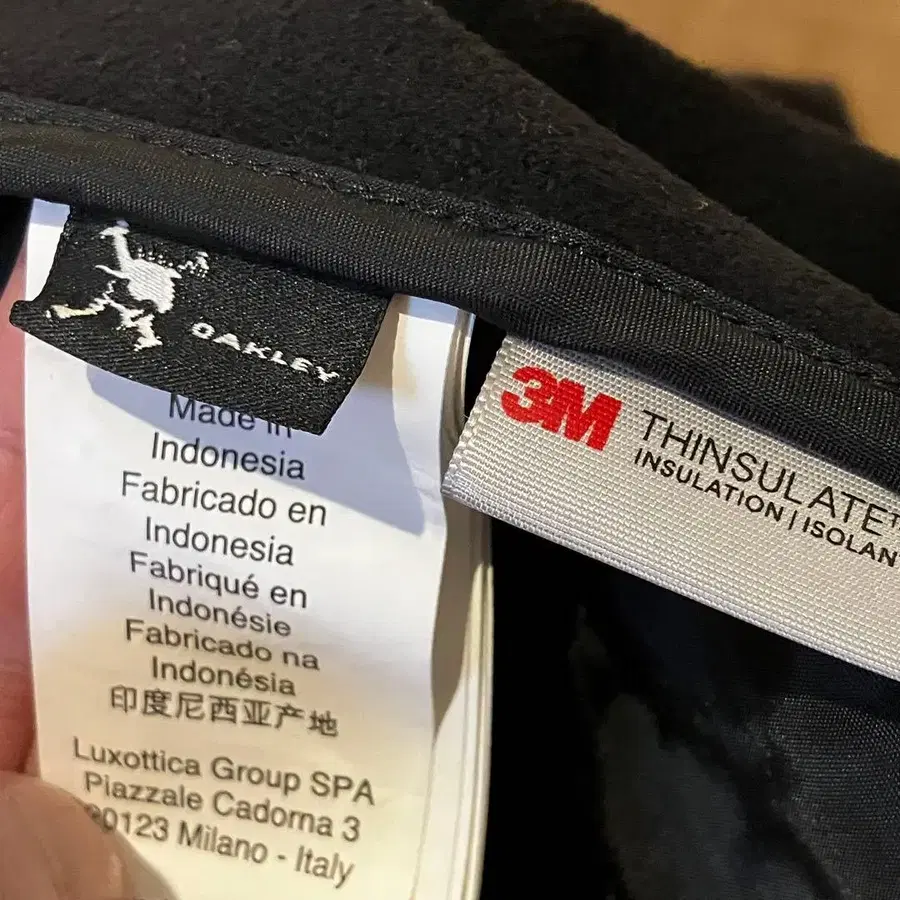 OAKLEY
Made in
Indonesia
Fabricado en
Indonesia
Fabriqué en
Indonésie
Fabricado na
Indonésia
印度尼西亚产地
Luxottica Group SPA
Piazzale Cadorna 3
20123 Milano - Italy
3M THINSULATE™
INSULATION / ISOLAN